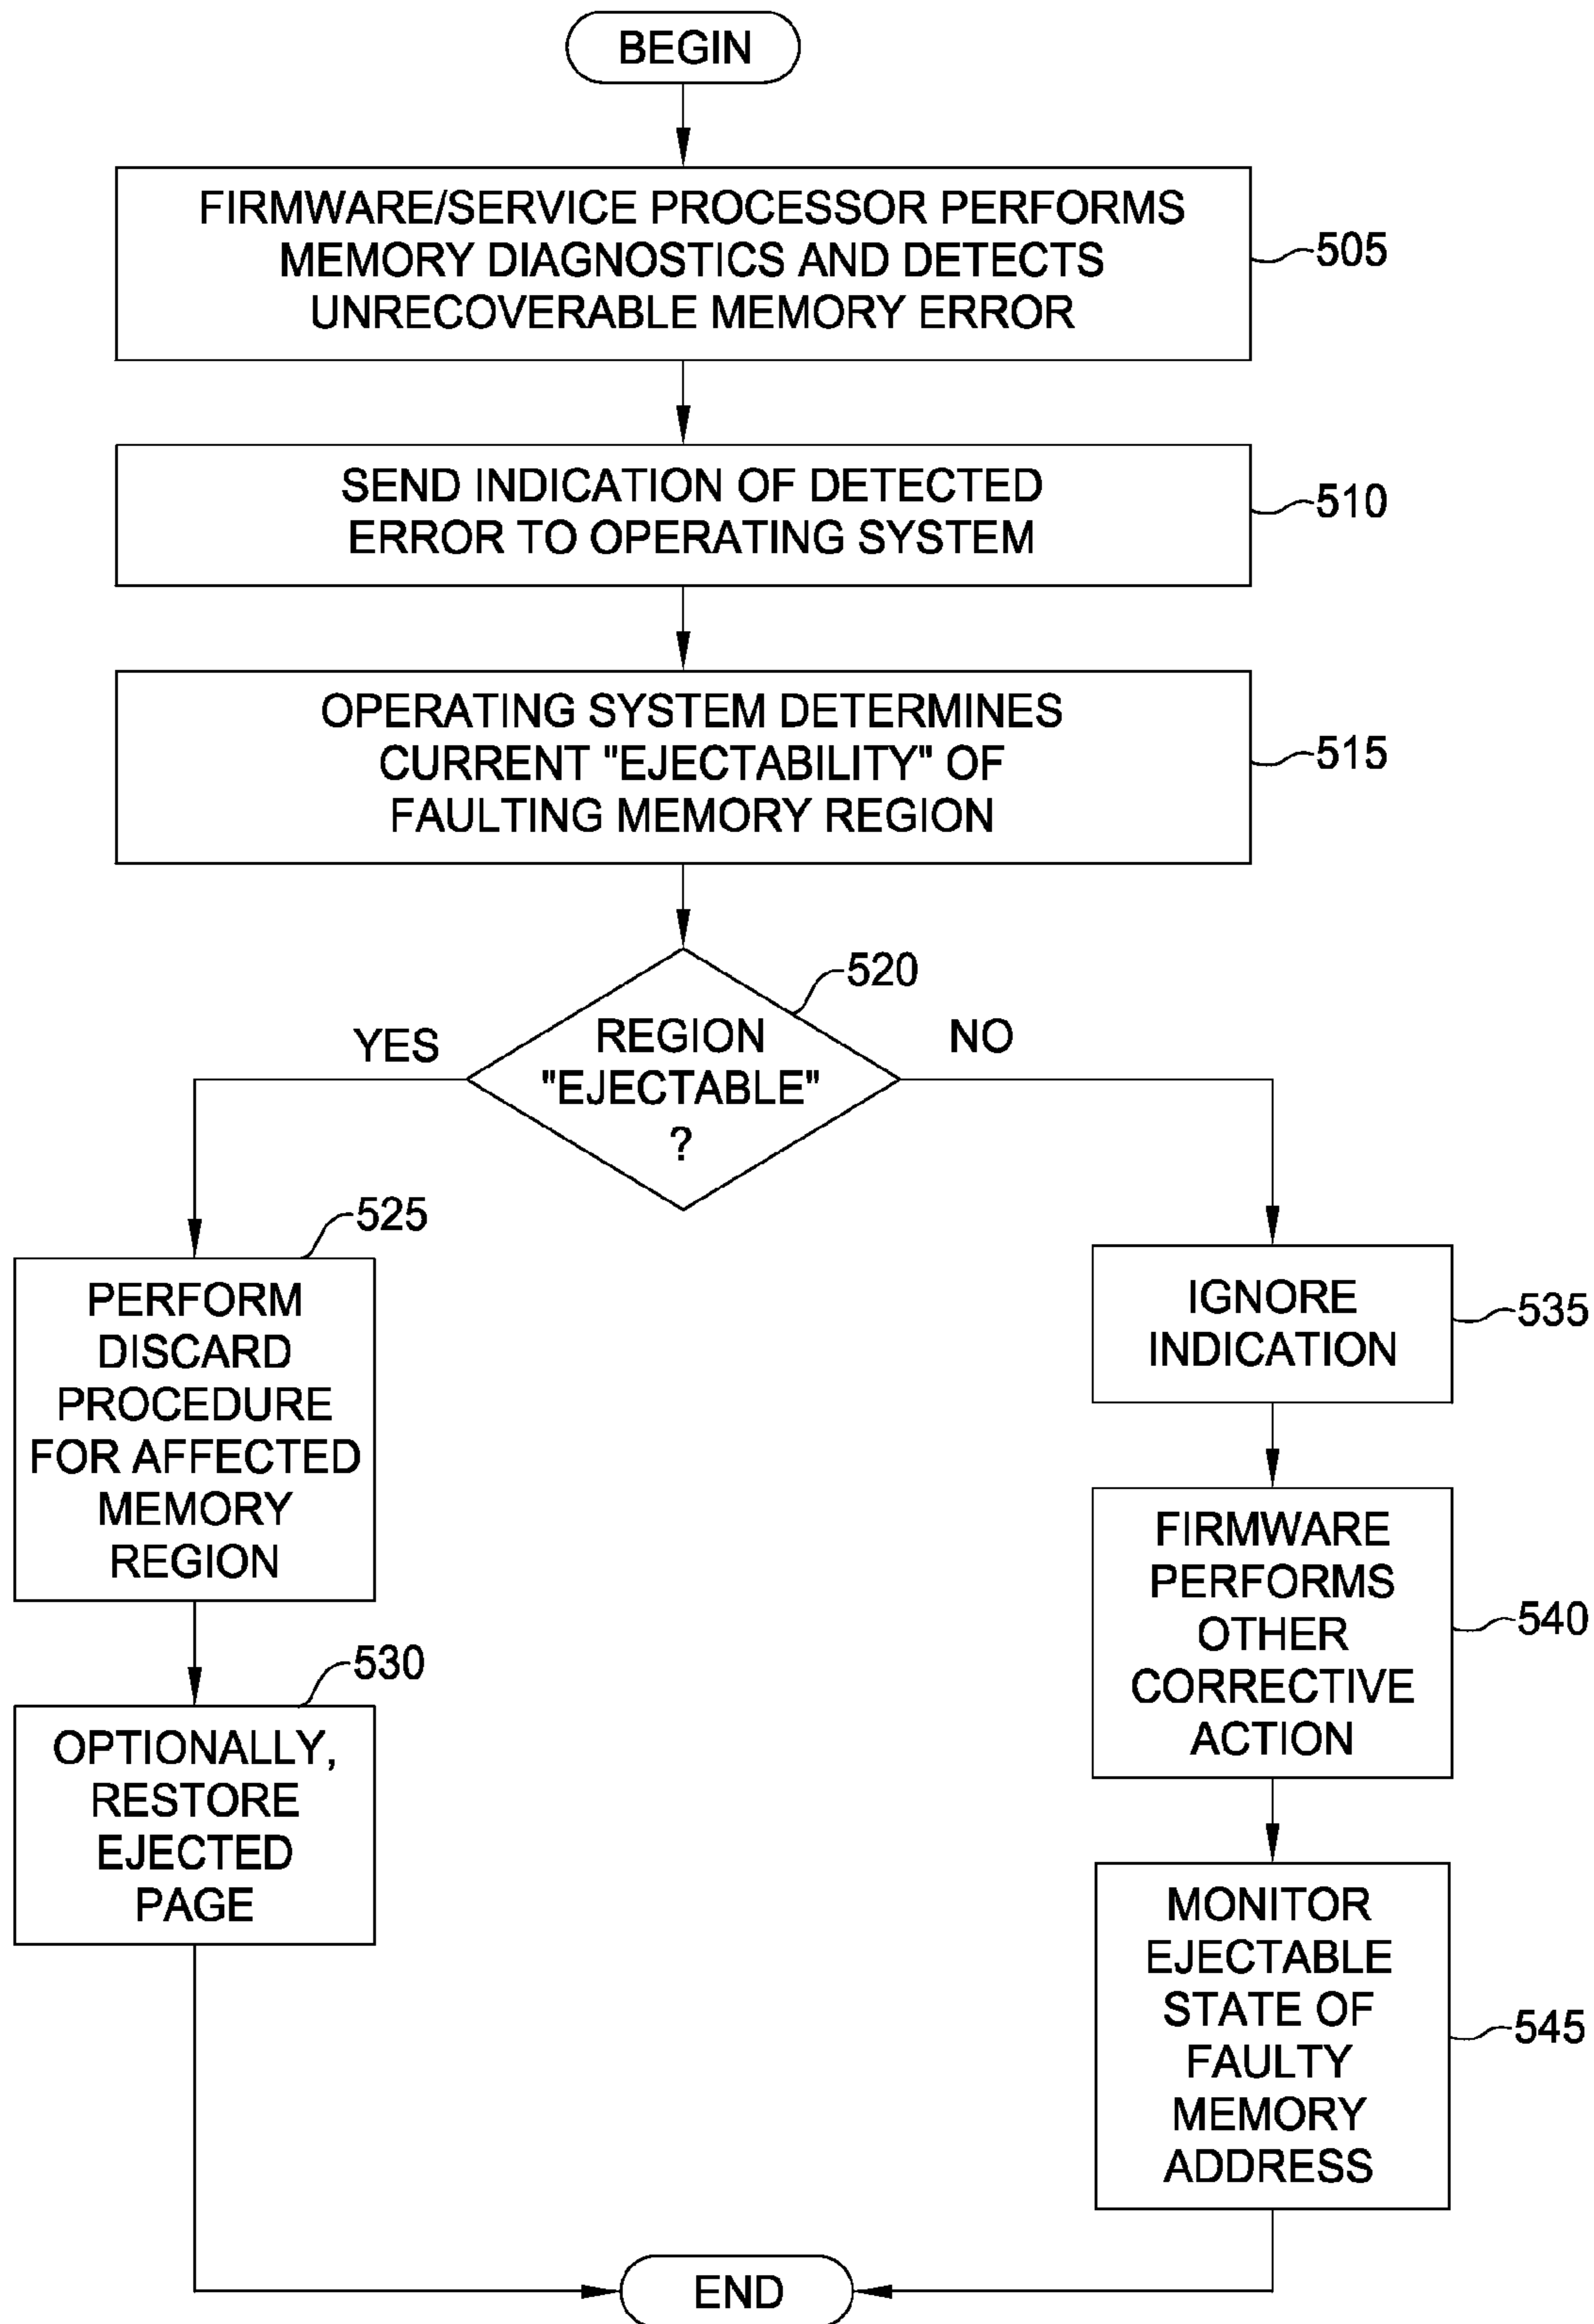 BEGIN
FIRMWARE/SERVICE PROCESSOR PERFORMS
MEMORY DIAGNOSTICS AND DETECTS
UNRECOVERABLE MEMORY ERROR
505
SEND INDICATION OF DETECTED
ERROR TO OPERATING SYSTEM
510
OPERATING SYSTEM DETERMINES
CURRENT "EJECTABILITY" OF
FAULTING MEMORY REGION
515
520
REGION
"EJECTABLE"
?
YES
NO
525
PERFORM
DISCARD
PROCEDURE
FOR AFFECTED
MEMORY
REGION
530
OPTIONALLY,
RESTORE
EJECTED
PAGE
IGNORE
INDICATION
535
FIRMWARE
PERFORMS
OTHER
CORRECTIVE
ACTION
540
MONITOR
EJECTABLE
STATE OF
FAULTY
MEMORY
ADDRESS
545
END